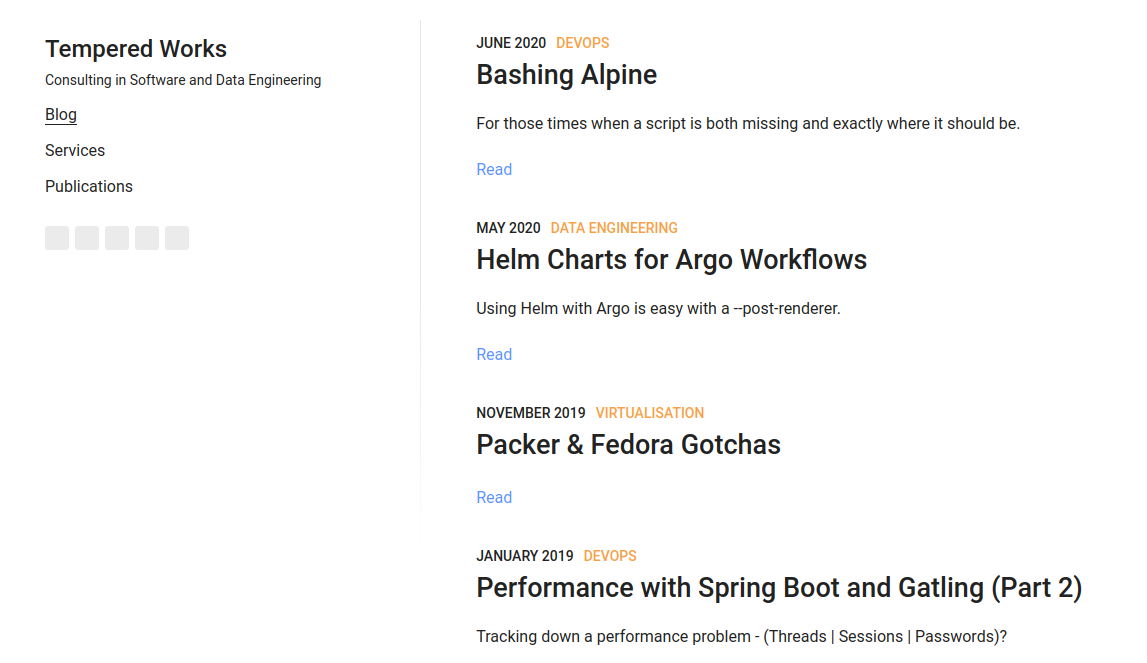 Tempered Works
Consulting in Software and Data Engineering
Blog
Services
Publications
JUNE 2020 DEVOPS
Bashing Alpine
For those times when a script is both missing and exactly where it should be.
Read
MAY 2020 DATA ENGINEERING
Helm Charts for Argo Workflows
Using Helm with Argo is easy with a --post-renderer.
Read
NOVEMBER 2019 VIRTUALISATION
Packer & Fedora Gotchas
Read
JANUARY 2019 DEVOPS
Performance with Spring Boot and Gatling (Part 2)
Tracking down a performance problem - (Threads | Sessions | Passwords)?